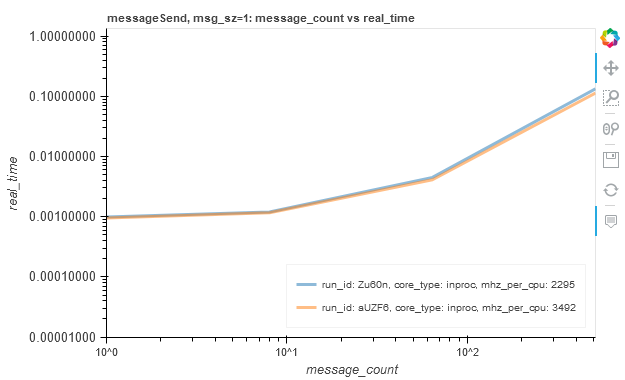 messageSend, msg_sz=1: message_count vs real_time
1.00000000
0.10000000
0.01000000
0.00100000
0.00010000
0.00001000
real_time
run_id: Zu60n, core_type: inproc, mhz_per_cpu: 2295
run_id: aUZF6, core_type: inproc, mhz_per_cpu: 3492
10^0
10^1
10^2
message_count